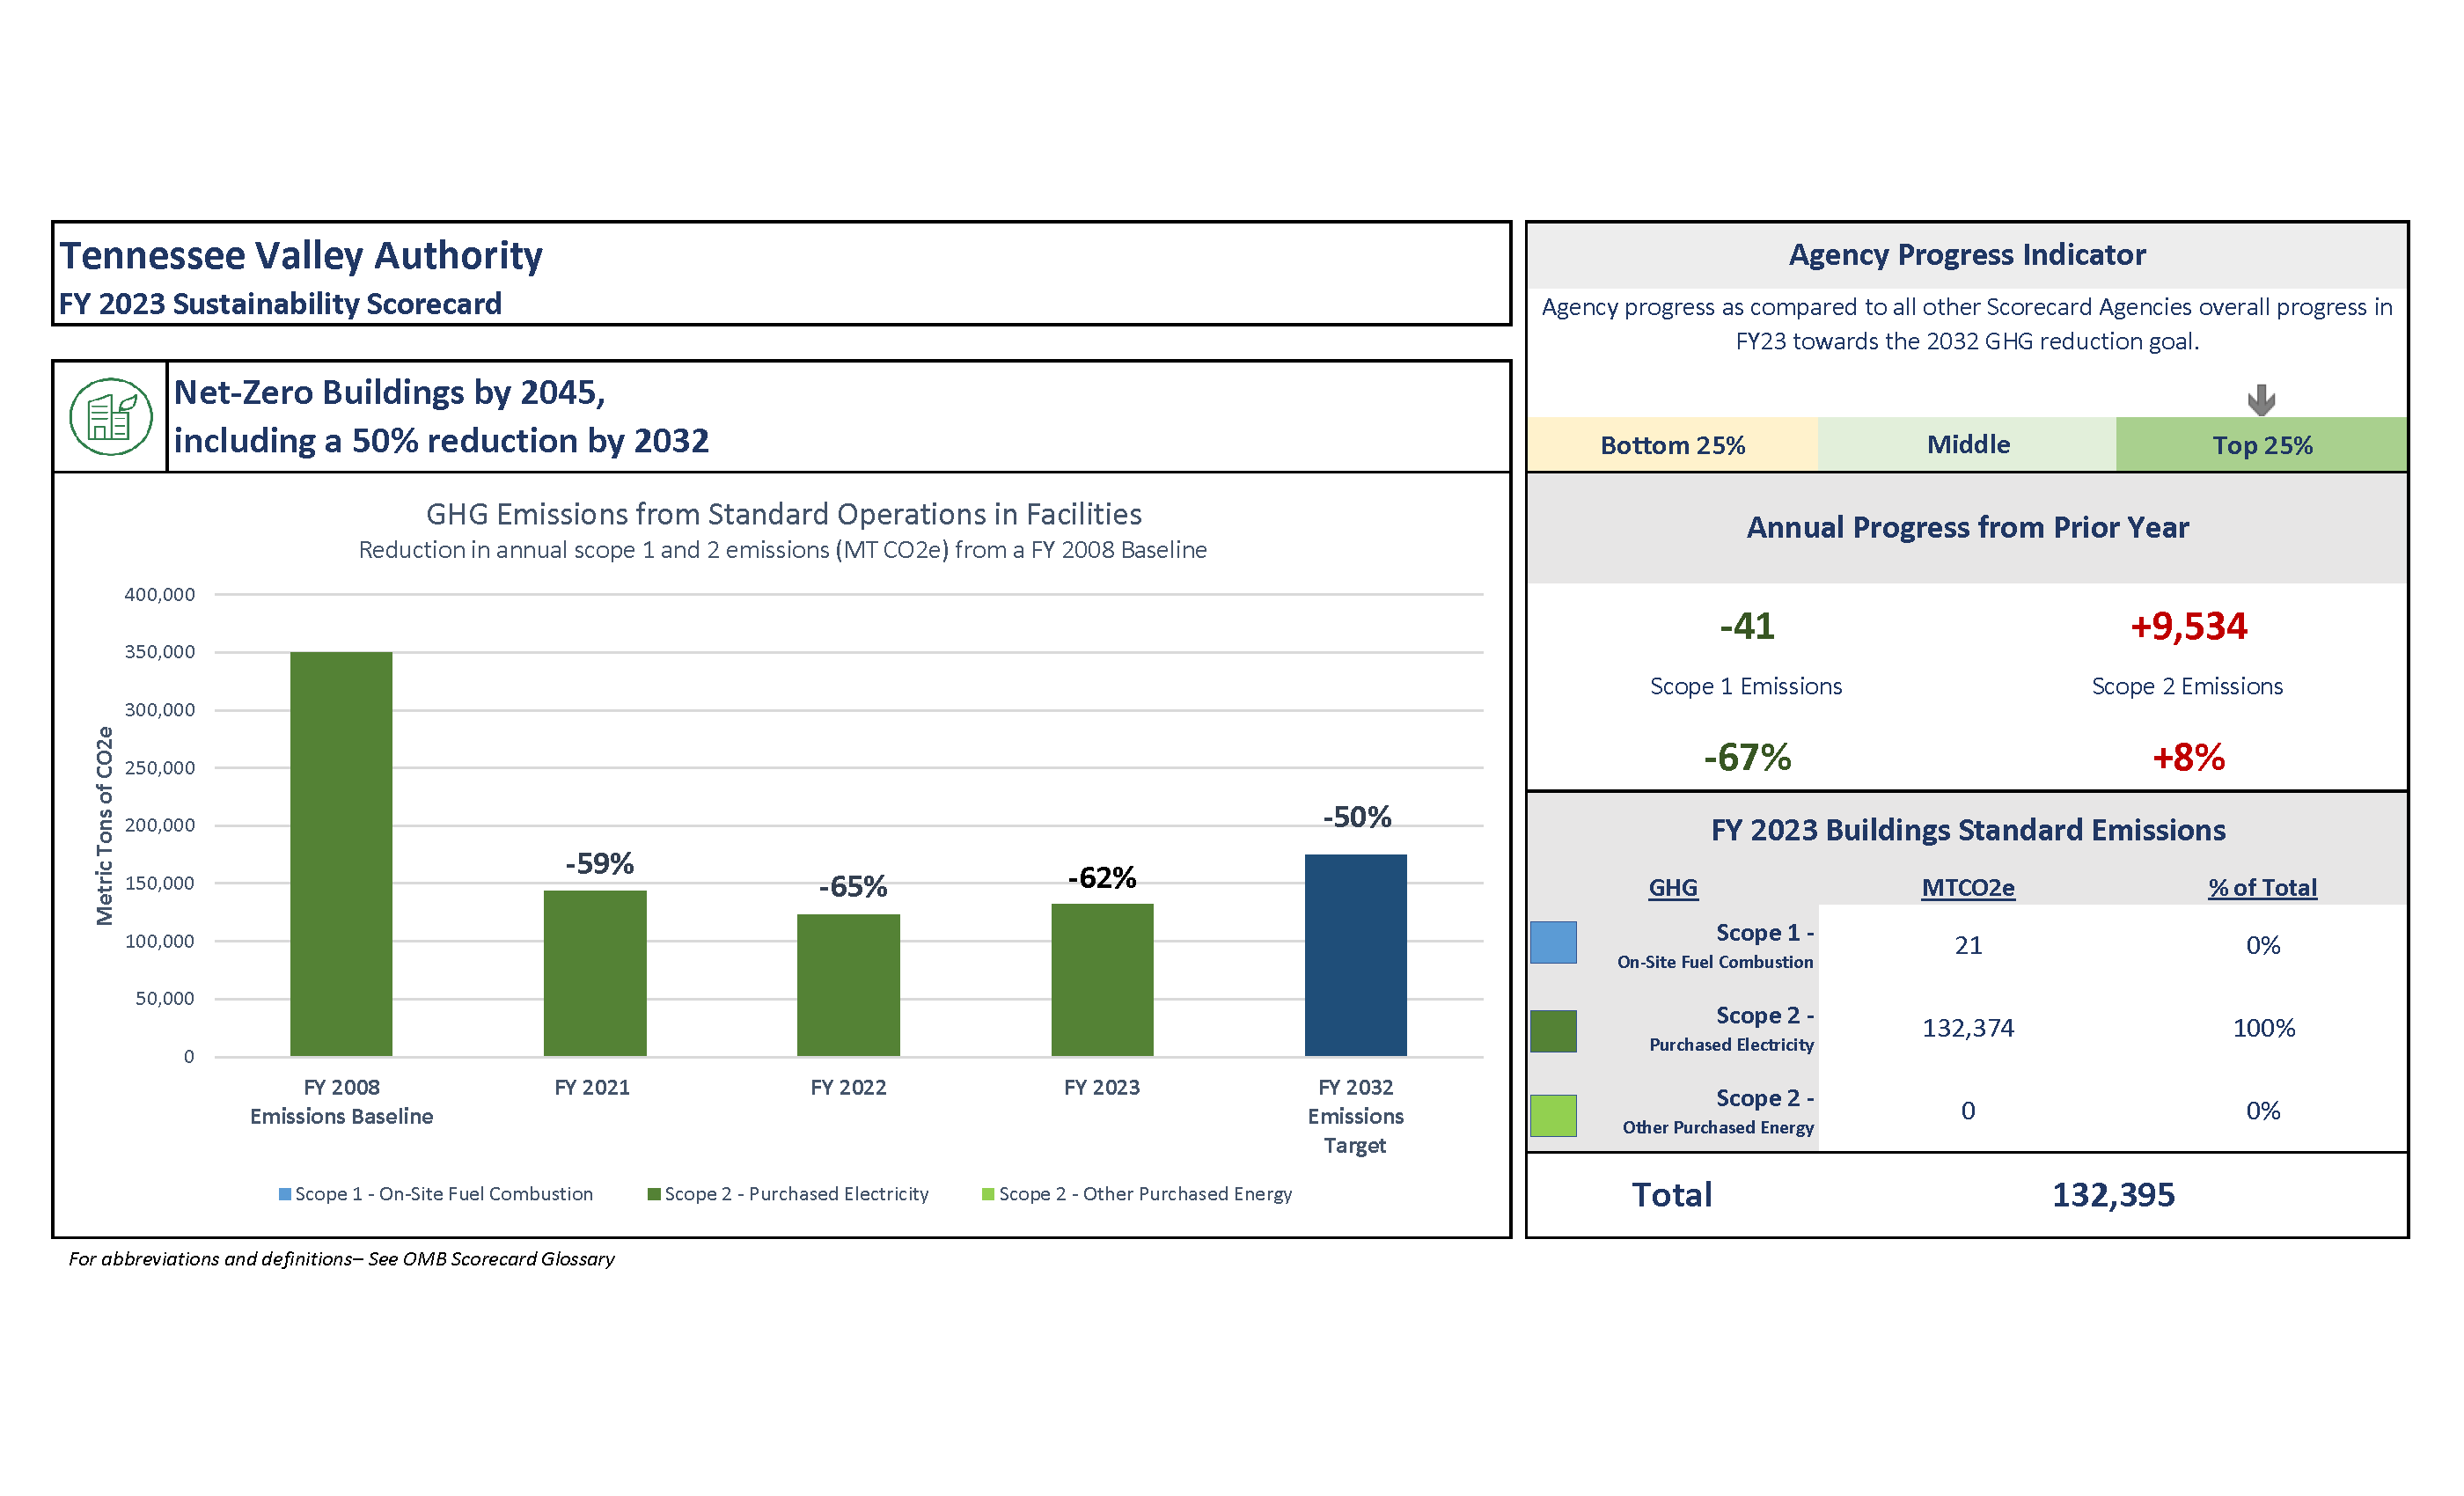 Tennessee Valley Authority
FY 2023 Sustainability Scorecard
Net-Zero Buildings by 2045,
including a 50% reduction by 2032
GHG Emissions from Standard Operations in Facilities
Reduction in annual scope 1 and 2 emissions (MT CO2e) from a FY 2008 Baseline
Metric Tons of CO2e
400,000
350,000
300,000
250,000
200,000
150,000
100,000
50,000
0
-59%
-65%
-62%
-50%
FY 2008
Emissions Baseline
FY 2021
FY 2022
FY 2023
FY 2032
Emissions
Target
Scope 1 - On-Site Fuel Combustion
Scope 2 - Purchased Electricity
Scope 2 - Other Purchased Energy
For abbreviations and definitions– See OMB Scorecard Glossary
Agency Progress Indicator
Agency progress as compared to all other Scorecard Agencies overall progress in
FY23 towards the 2032 GHG reduction goal.
Bottom 25%
Middle
Top 25%
Annual Progress from Prior Year
-41
+9,534
Scope 1 Emissions
Scope 2 Emissions
-67%
+8%
FY 2023 Buildings Standard Emissions
GHG
MTCO2e
% of Total
Scope 1 -
On-Site Fuel Combustion
21
0%
Scope 2 -
Purchased Electricity
132,374
100%
Scope 2 -
Other Purchased Energy
0
0%
Total
132,395